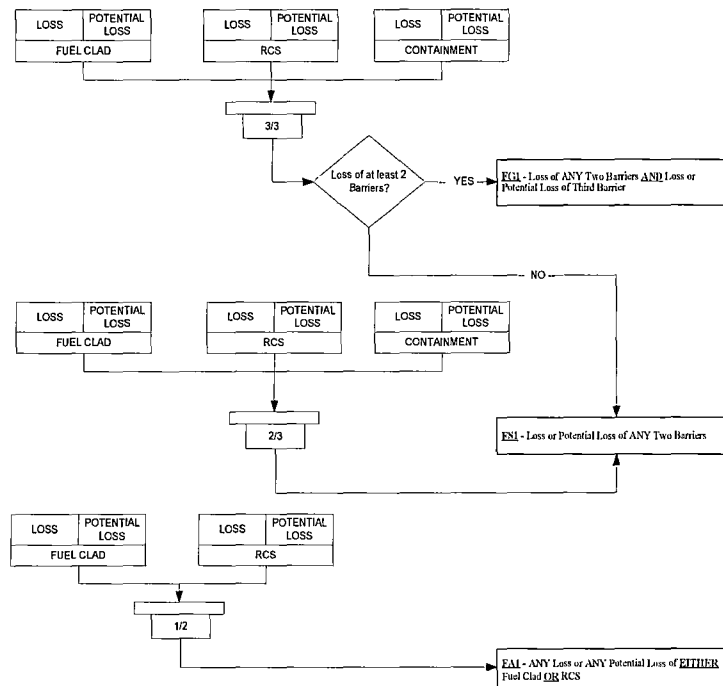 LOSS POTENTIAL LOSS LOSS POTENTIAL LOSS LOSS POTENTIAL LOSS
FUEL CLAD RCS CONTAINMENT
3/3
Loss of at least 2
Barriers?
YES
FG1 - Loss of ANY Two Barriers AND Loss or
Potential Loss of Third Barrier
NO
LOSS POTENTIAL LOSS LOSS POTENTIAL LOSS LOSS POTENTIAL LOSS
FUEL CLAD RCS CONTAINMENT
2/3
FS1 - Loss or Potential Loss of ANY Two Barriers
LOSS POTENTIAL LOSS LOSS POTENTIAL LOSS
FUEL CLAD RCS
1/2
FA1 - ANY Loss or ANY Potential Loss of EITHER
Fuel Clad OR RCS